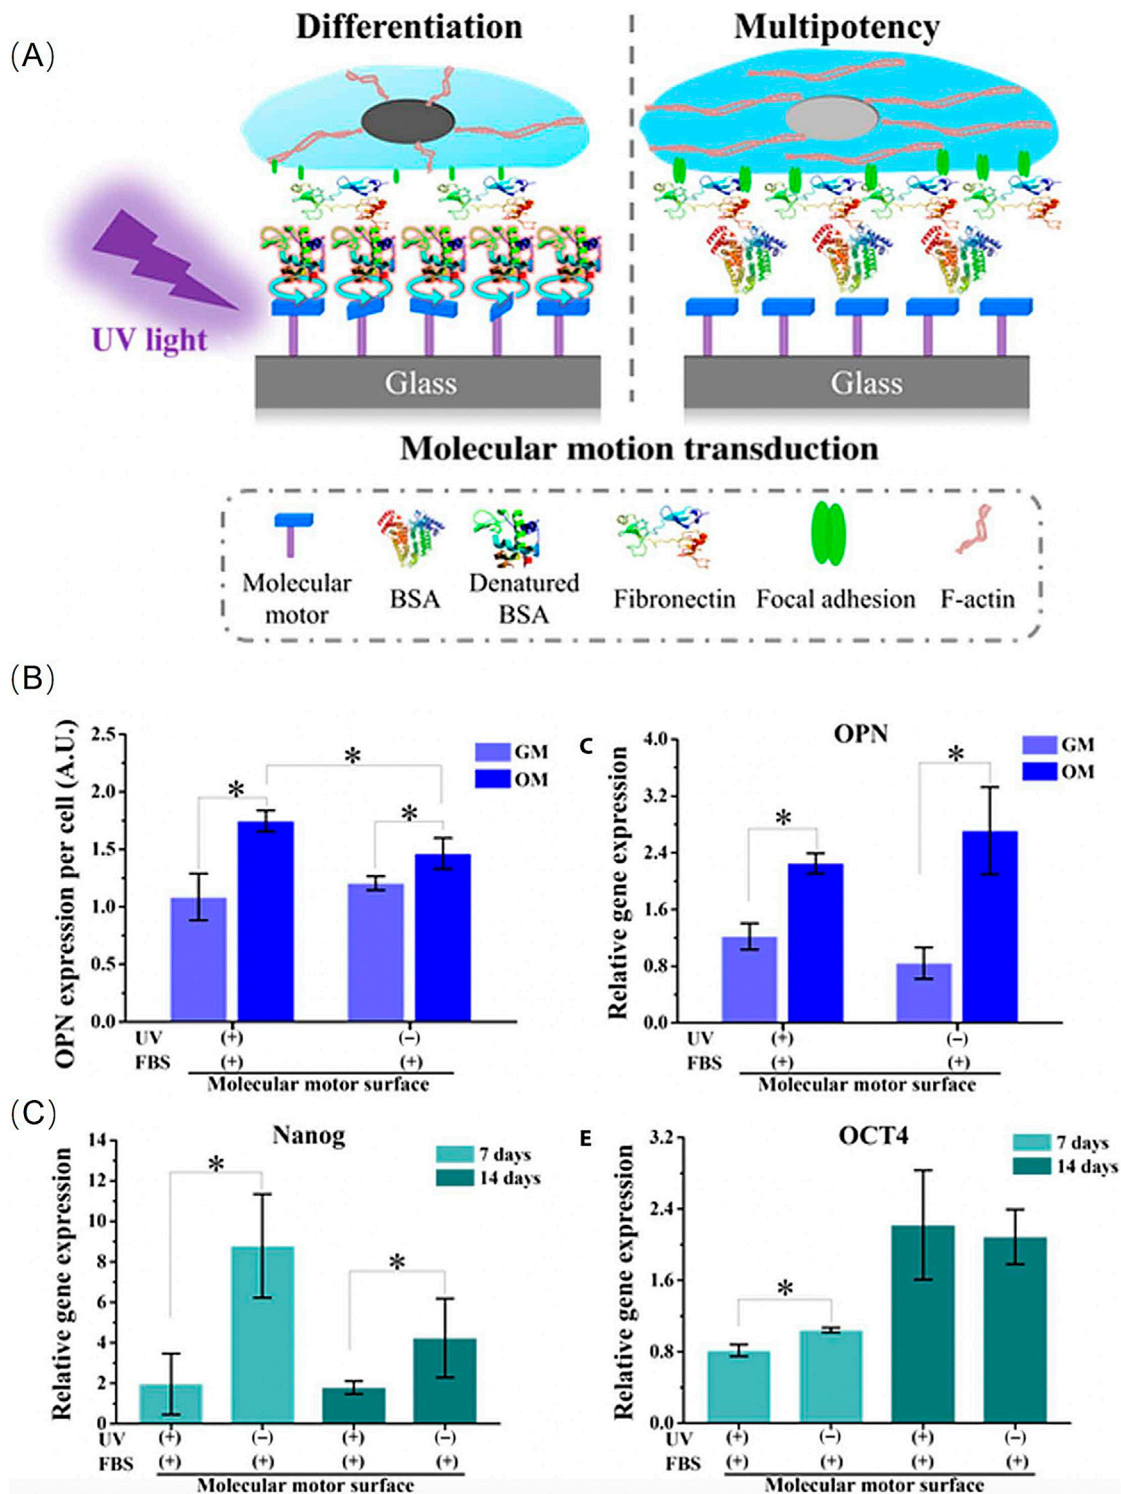 (A)
Differentiation
Multipotency
UV light
Glass
Glass
Molecular motion transduction
Molecular motor
BSA
Denatured BSA
Fibronectin
Focal adhesion
F-actin
(B)
OPN expression per cell (A.U.)
2.5
2.0
1.5
1.0
0.5
0.0
*
*
*
GM
OM
UV (+) (−)
FBS (+) (+)
Molecular motor surface
C
OPN
Relative gene expression
4.0
3.2
2.4
1.6
0.8
0.0
*
*
GM
OM
UV (+) (−)
FBS (+) (+)
Molecular motor surface
(C)
Nanog
Relative gene expression
14
12
10
8
6
4
2
0
*
*
7 days
14 days
UV (+) (−) (+) (−)
FBS (+) (+) (+) (+)
Molecular motor surface
E
OCT4
Relative gene expression
3.2
2.4
1.6
0.8
0.0
*
7 days
14 days
UV (+) (−) (+) (−)
FBS (+) (+) (+) (+)
Molecular motor surface